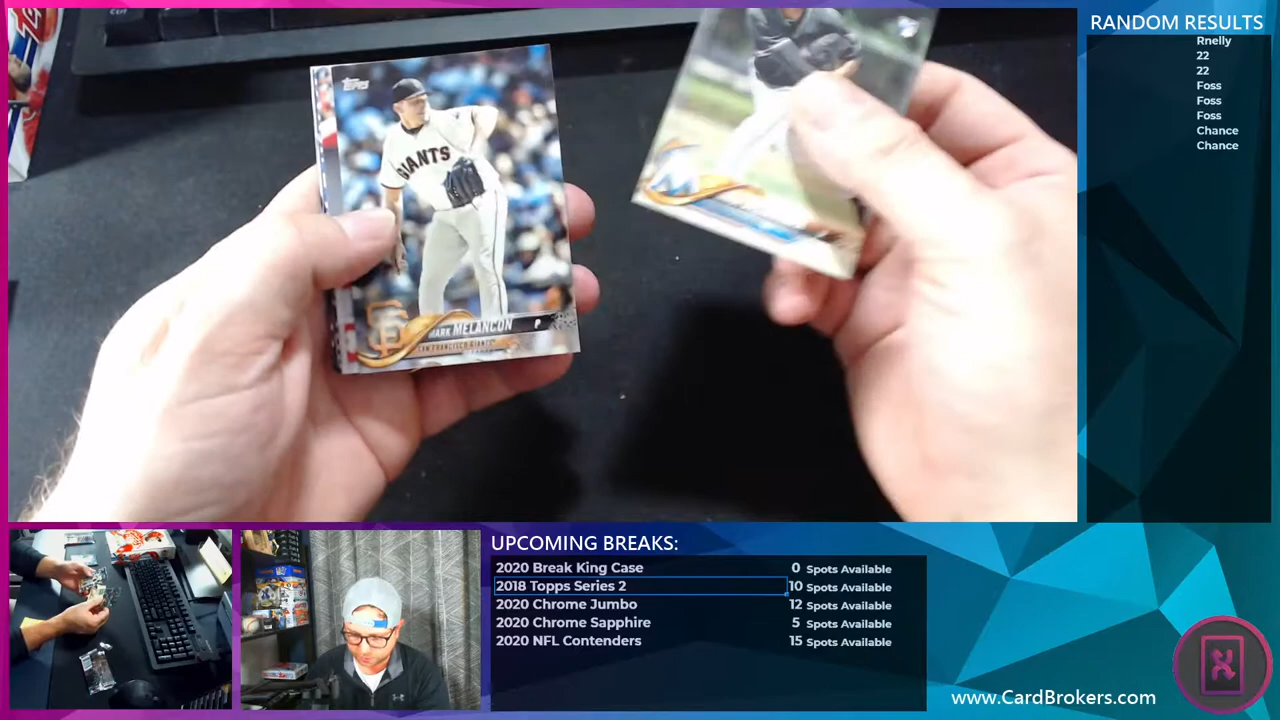 RANDOM RESULTS
Rnelly
22
22
Foss
Foss
Foss
Chance
Chance
Topps
GIANTS
MARK MELANCON P
SAN FRANCISCO GIANTS
UPCOMING BREAKS:
2020 Break King Case 0 Spots Available
2018 Topps Series 2 10 Spots Available
2020 Chrome Jumbo 12 Spots Available
2020 Chrome Sapphire 5 Spots Available
2020 NFL Contenders 15 Spots Available
www.CardBrokers.com